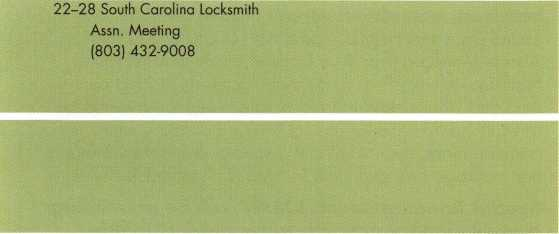 22–28 South Carolina Locksmith
Assn. Meeting
(803) 432-9008